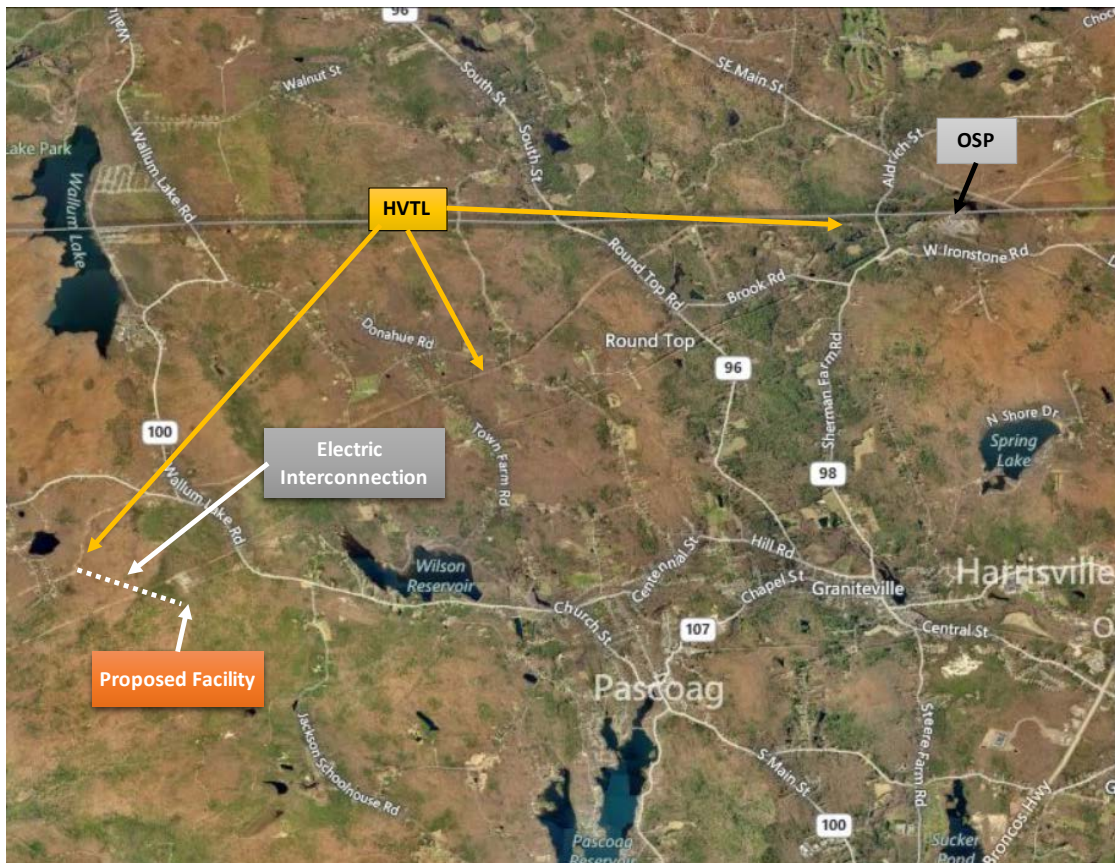 96
Wallum
Choc
SE Main St
South St
Walnut St
OSP
Lake Park
Wallum Lake Rd
South St
Aldrich St
Wallum
Lake
HVTL
Round Top Rd
W Ironstone Rd
Brook Rd
Donahue Rd
Round Top
96
Sherman Farm Rd
N Shore Dr
Spring
Lake
100
Electric
Interconnection
Town Farm Rd
98
Wallum Lake Rd
Wilson
Reservoir
Centennial St
Hill Rd
Chapel St
Graniteville
Harrisville
Church St
107
Central St
O
Proposed Facility
Pascoag
Jackson Schoolhouse Rd
S Main St
Steere Farm Rd
Broncos Hwy
G
100
Pascoag
Reservoir
Sucker
Pond